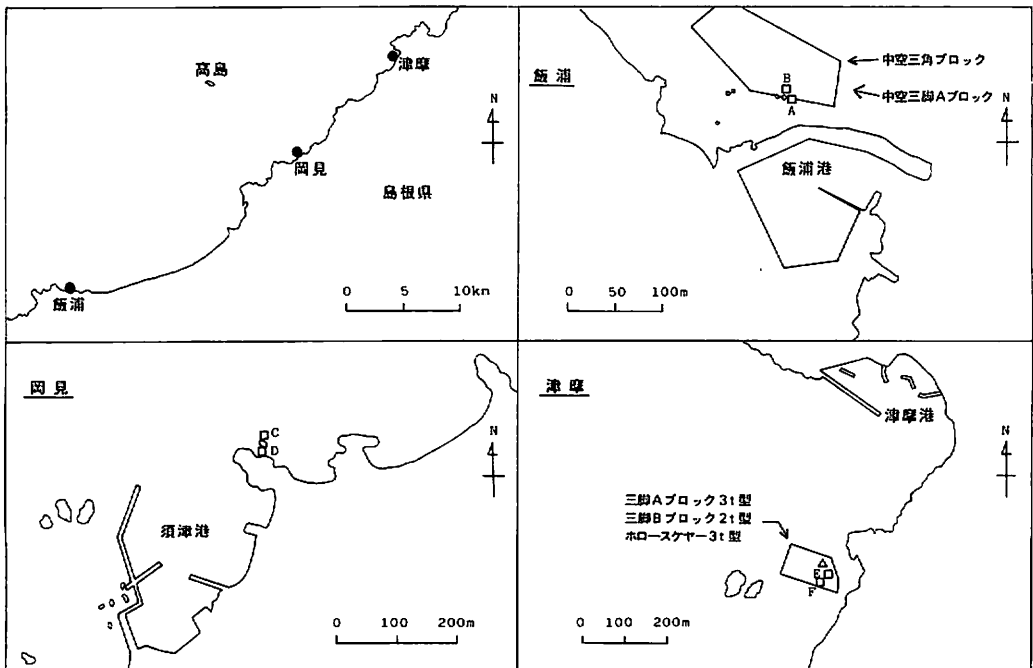 高島
津摩
N
岡見
島根県
飯浦
0 5 10kn
飯浦
中空三角ブロック
中空三脚Aブロック
B
A
N
飯浦港
0 50 100m
岡見
C
S
D
N
須津港
0 100 200m
津摩
津摩港
N
三脚Aブロック3t型
三脚Bブロック2t型
ホロースケヤー3t型
E
F
0 100 200m